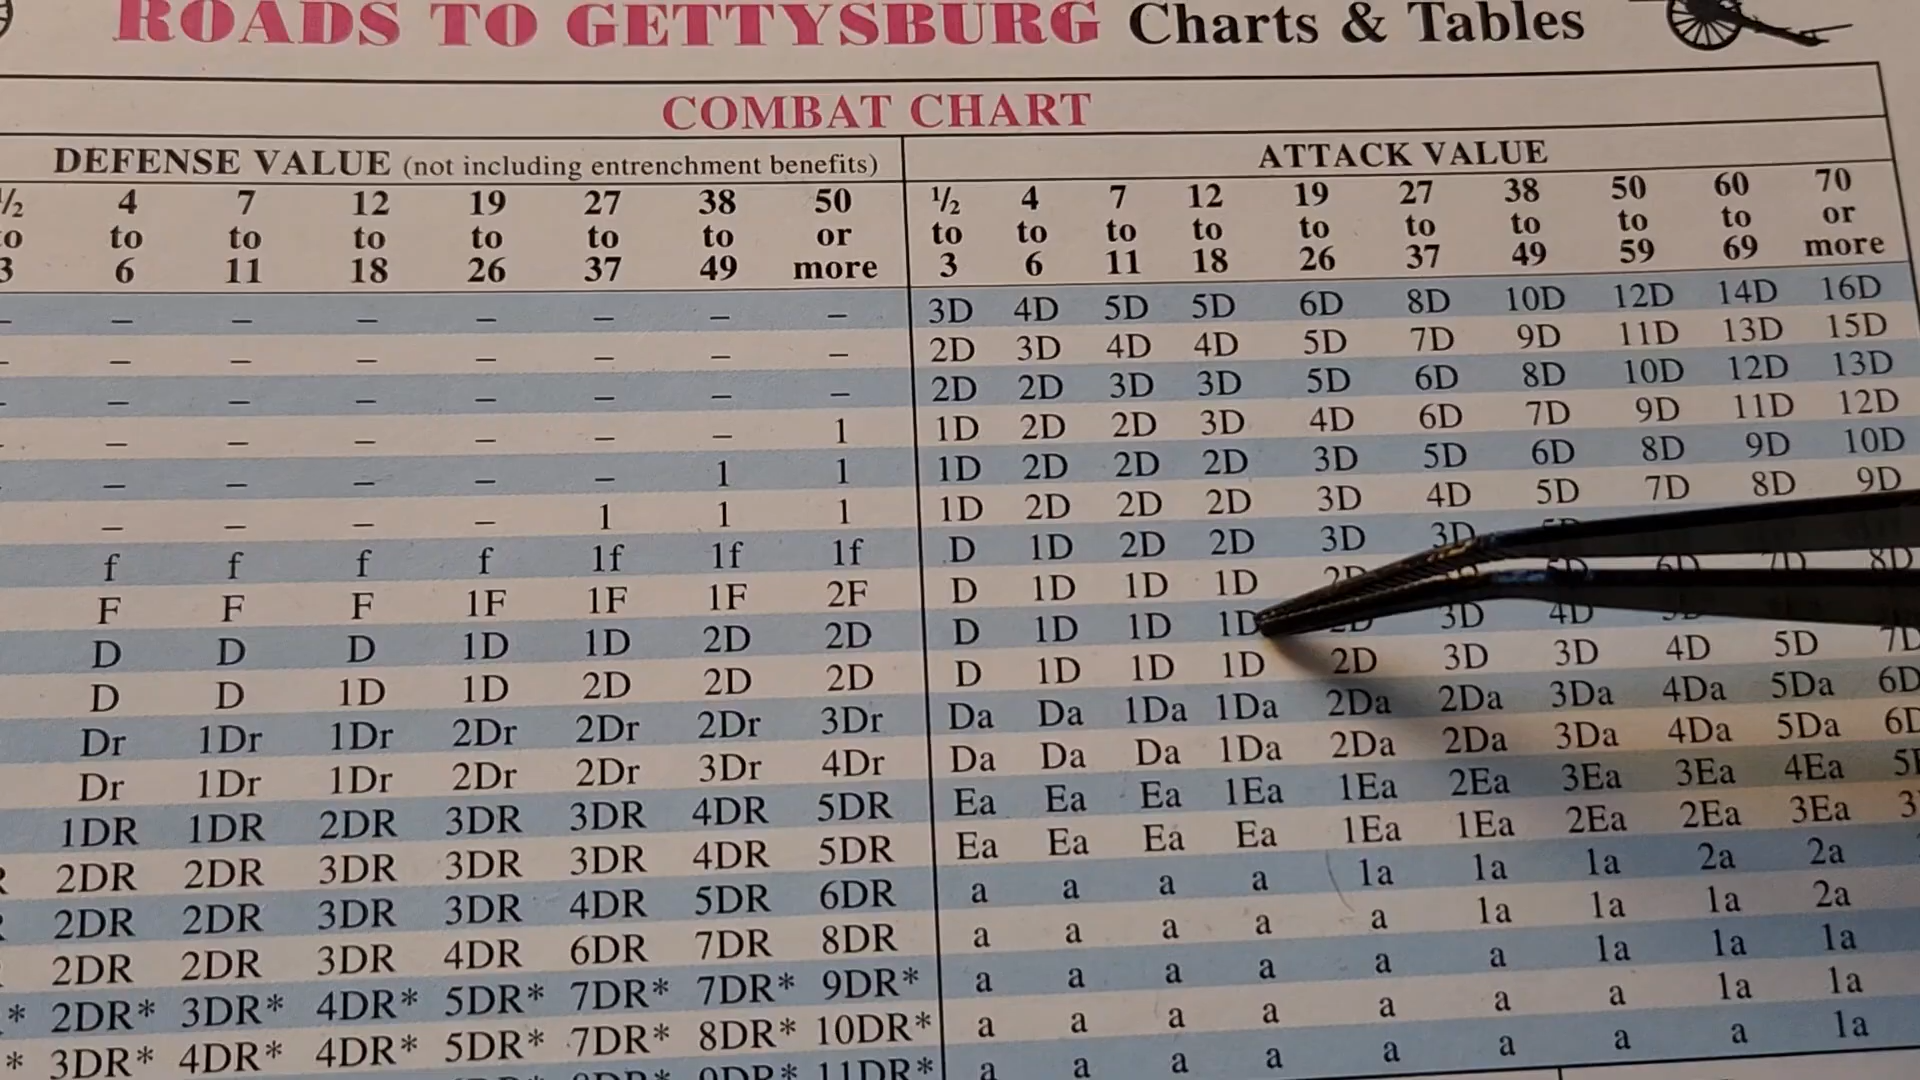 ROADS TO GETTYSBURG Charts & Tables
COMBAT CHART
DEFENSE VALUE (not including entrenchment benefits) ATTACK VALUE
½ 4 7 12 19 27 38 50 ½ 4 7 12 19 27 38 50 60 70
to to to to to to or to to to to to to to to to or
3 6 11 18 26 37 49 more 3 6 11 18 26 37 49 59 69 more
– – – – – – – – 3D 4D 5D 5D 6D 8D 10D 12D 14D 16D
– – – – – – – – 2D 3D 4D 4D 5D 7D 9D 11D 13D 15D
– – – – – – – – 2D 2D 3D 3D 5D 6D 8D 10D 12D 13D
– – – – – – – 1 1D 2D 2D 3D 4D 6D 7D 9D 11D 12D
– – – – – 1 1 1D 2D 2D 2D 3D 5D 6D 8D 9D 10D
– – – – 1 1 1 1D 2D 2D 2D 3D 4D 5D 7D 8D 9D
f f f f 1f 1f 1f D 1D 2D 2D 3D 3D
F F F 1F 1F 1F 2F D 1D 1D 1D 2D 8D
D D D 1D 1D 2D 2D D 1D 1D 1D 2D 3D 4D
D D 1D 1D 2D 2D 2D D 1D 1D 1D 2D 3D 3D 4D 5D 7D
Dr 1Dr 1Dr 2Dr 2Dr 2Dr 3Dr Da Da 1Da 1Da 2Da 2Da 3Da 4Da 5Da
Dr 1Dr 1Dr 2Dr 2Dr 3Dr 4Dr Da Da Da 1Da 2Da 2Da 3Da 4Da 5Da
1DR 1DR 2DR 3DR 3DR 4DR 5DR Ea Ea Ea 1Ea 1Ea 2Ea 3Ea 3Ea 4Ea
2DR 2DR 3DR 3DR 3DR 4DR 5DR Ea Ea Ea Ea 1Ea 1Ea 2Ea 2Ea 3Ea
2DR 2DR 3DR 3DR 4DR 5DR 6DR a a a a 1a 1a 1a 2a 2a
2DR 2DR 3DR 4DR 6DR 7DR 8DR a a a a a 1a 1a 1a 2a
* 2DR* 3DR* 4DR* 5DR* 7DR* 7DR* 9DR* a a a a a a 1a 1a 1a
* 3DR* 4DR* 4DR* 5DR* 7DR* 8DR* 10DR* a a a a a a a 1a 1a
11DR* a a a a a a a a 1a